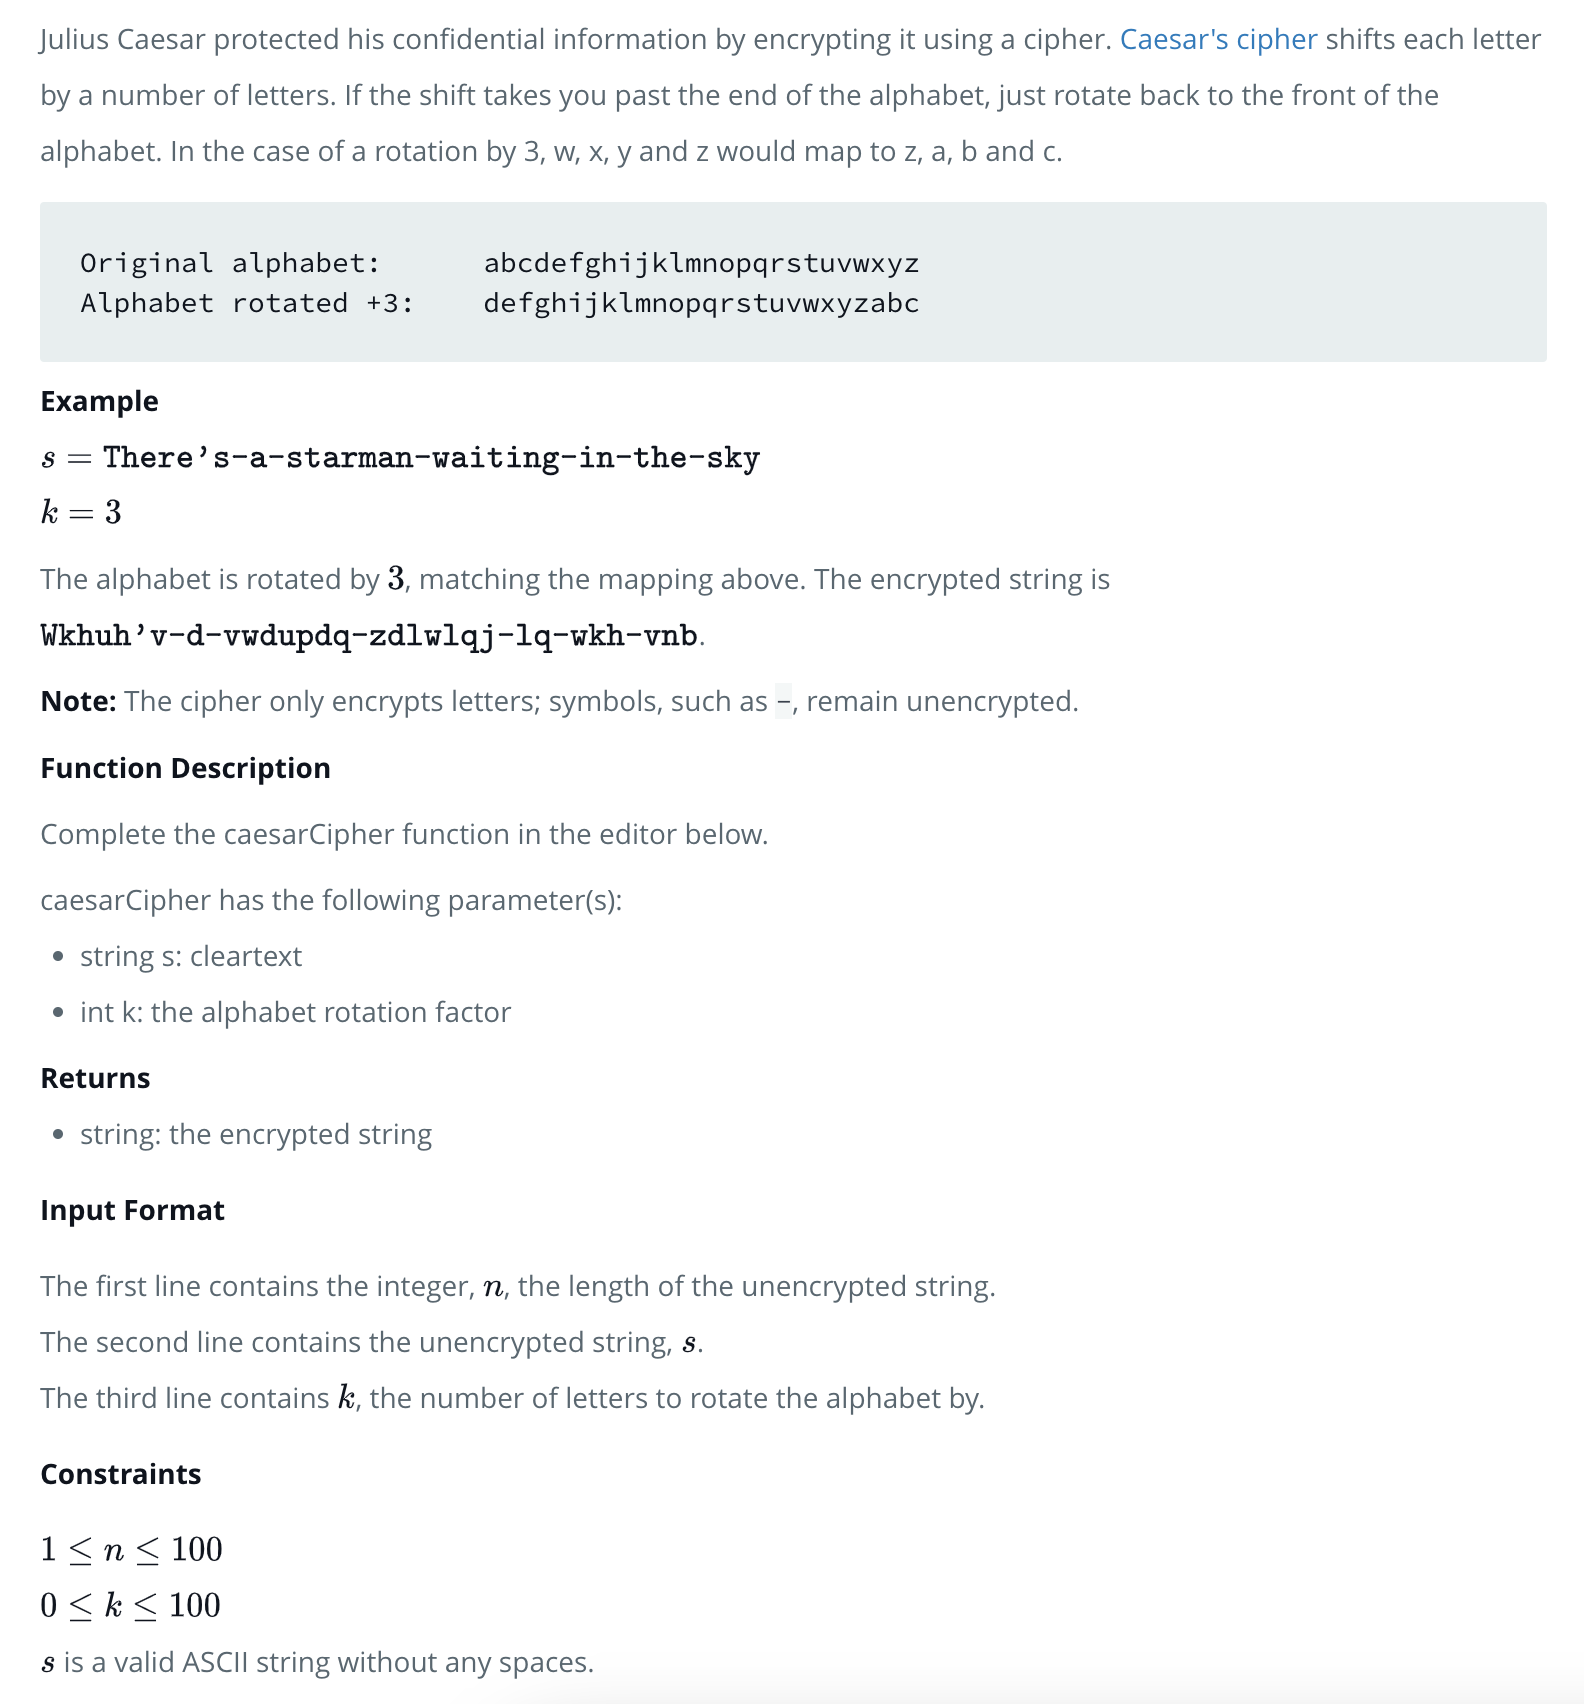 Julius Caesar protected his confidential information by encrypting it using a cipher. Caesar's cipher shifts each letter
by a number of letters. If the shift takes you past the end of the alphabet, just rotate back to the front of the
alphabet. In the case of a rotation by 3, w, x, y and z would map to z, a, b and c.
Original alphabet:      abcdefghijklmnopqrstuvwxyz
Alphabet rotated +3:    defghijklmnopqrstuvwxyzabc
Example
s = There’s-a-starman-waiting-in-the-sky
k = 3
The alphabet is rotated by 3, matching the mapping above. The encrypted string is
Wkhuh’v-d-vwdupdq-zdlwlqj-lq-wkh-vnb.
Note: The cipher only encrypts letters; symbols, such as -, remain unencrypted.
Function Description
Complete the caesarCipher function in the editor below.
caesarCipher has the following parameter(s):
• string s: cleartext
• int k: the alphabet rotation factor
Returns
• string: the encrypted string
Input Format
The first line contains the integer, n, the length of the unencrypted string.
The second line contains the unencrypted string, s.
The third line contains k, the number of letters to rotate the alphabet by.
Constraints
1 ≤ n ≤ 100
0 ≤ k ≤ 100
s is a valid ASCII string without any spaces.